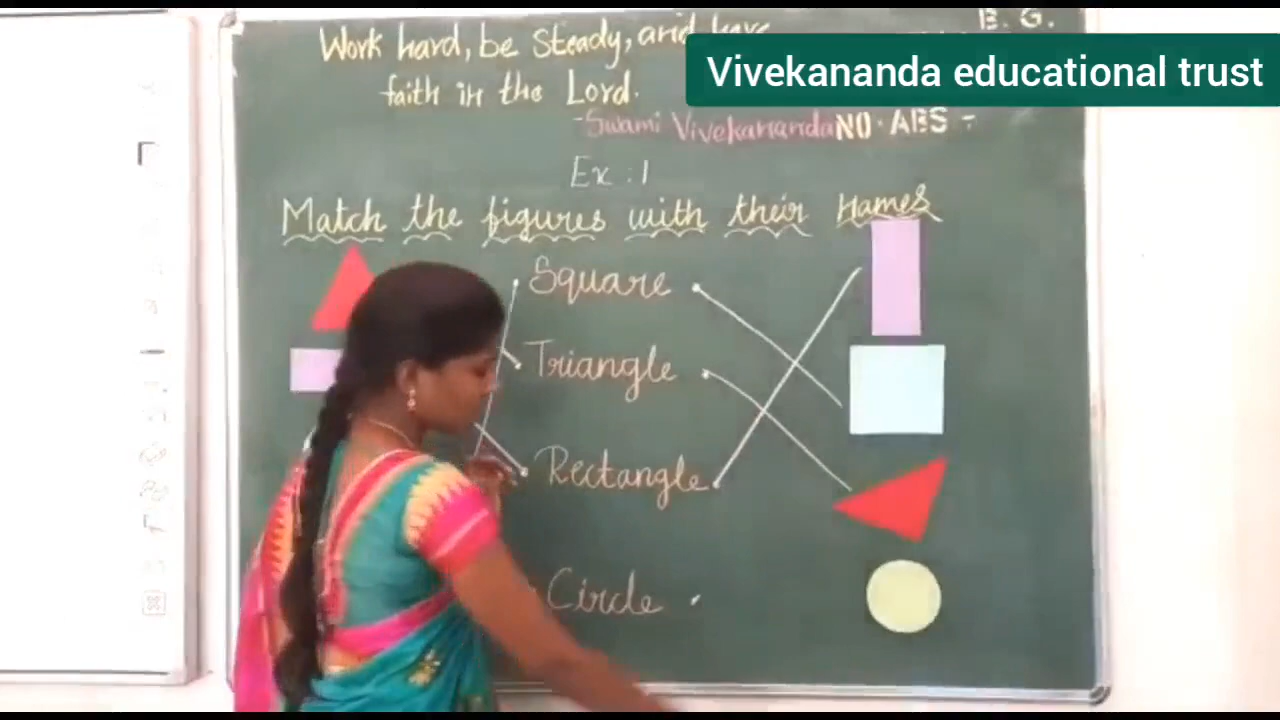 Work hard, be steady, and have
B. G.
Vivekananda educational trust
faith in the Lord.
-Swami Vivekananda
NO. ABS -
Ex : 1
Match the figures with their Names
Square
Triangle
Rectangle
Circle